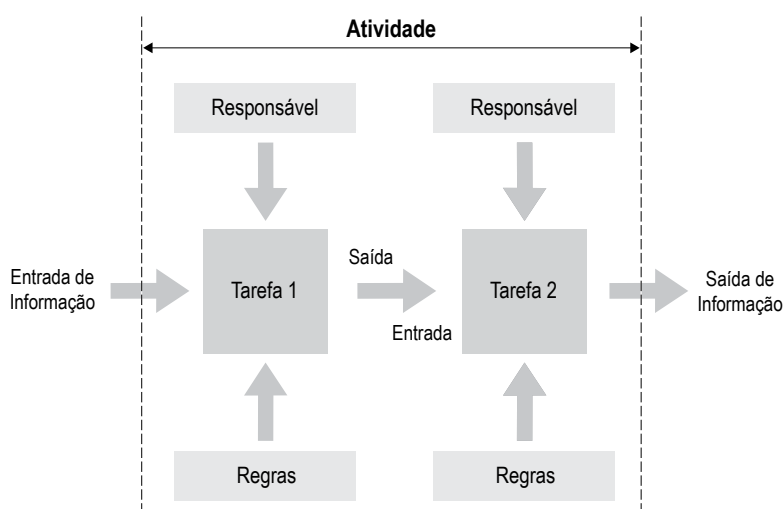 Atividade
Responsável
Responsável
Entrada de
Informação
Tarefa 1
Saída
Entrada
Tarefa 2
Saída de
Informação
Regras
Regras